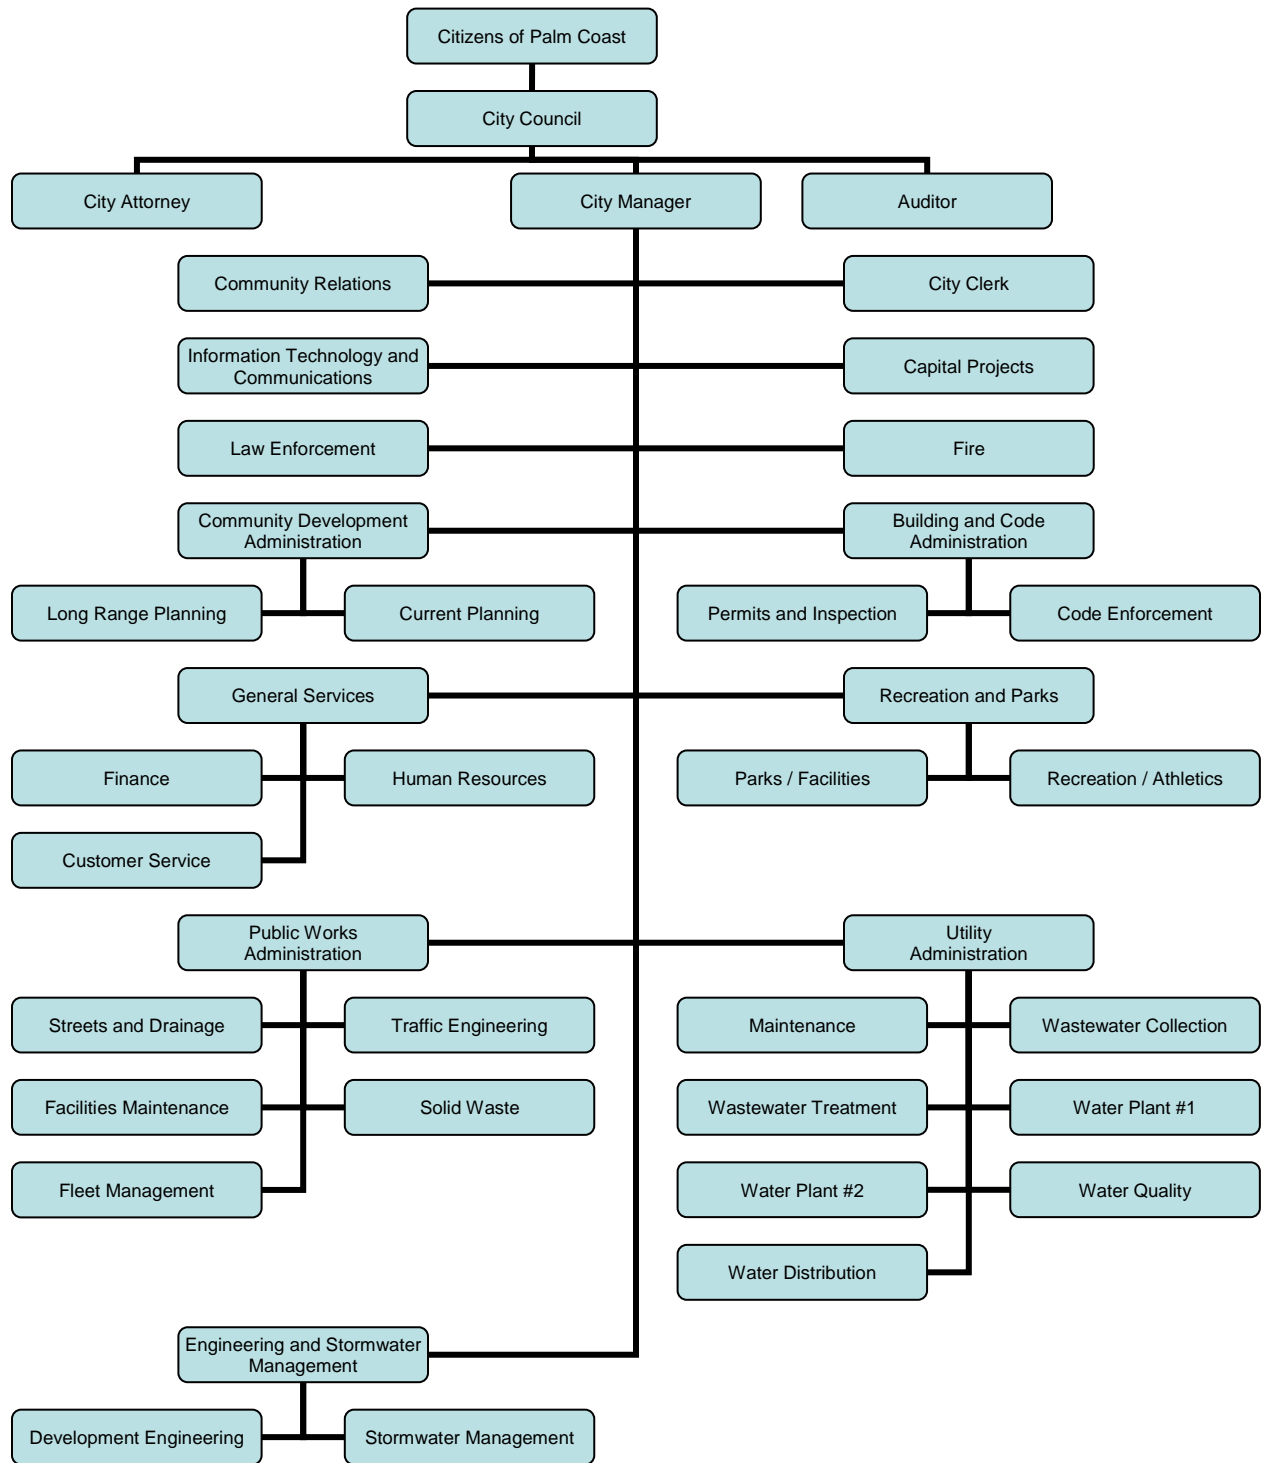 Citizens of Palm Coast
City Council
City Attorney
City Manager
Auditor
Community Relations
City Clerk
Information Technology and
Communications
Capital Projects
Law Enforcement
Fire
Community Development
Administration
Building and Code
Administration
Long Range Planning
Current Planning
Permits and Inspection
Code Enforcement
General Services
Recreation and Parks
Finance
Human Resources
Parks / Facilities
Recreation / Athletics
Customer Service
Public Works
Administration
Utility
Administration
Streets and Drainage
Traffic Engineering
Maintenance
Wastewater Collection
Facilities Maintenance
Solid Waste
Wastewater Treatment
Water Plant #1
Fleet Management
Water Plant #2
Water Quality
Water Distribution
Engineering and Stormwater
Management
Development Engineering
Stormwater Management